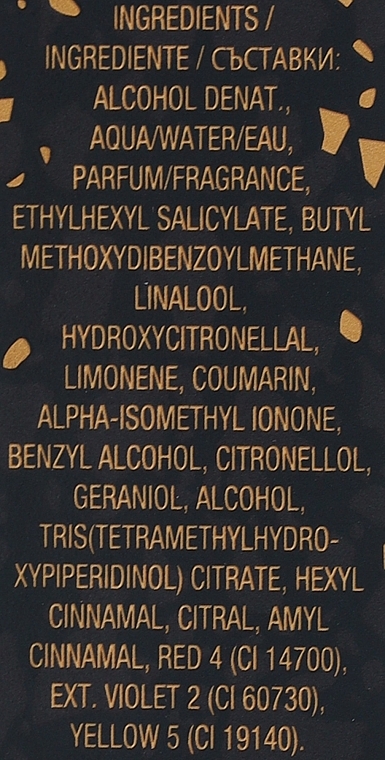 INGREDIENTS /
INGREDIENTE / СЪСТАВКИ:
ALCOHOL DENAT.,
AQUA/WATER/EAU,
PARFUM/FRAGRANCE,
ETHYLHEXYL SALICYLATE, BUTYL
METHOXYDIBENZOYLMETHANE,
LINALOOL,
HYDROXYCITRONELLAL,
LIMONENE, COUMARIN,
ALPHA-ISOMETHYL IONONE,
BENZYL ALCOHOL, CITRONELLOL,
GERANIOL, ALCOHOL,
TRIS(TETRAMETHYLHYDRO-
XYPIPERIDINOL) CITRATE, HEXYL
CINNAMAL, CITRAL, AMYL
CINNAMAL, RED 4 (CI 14700),
EXT. VIOLET 2 (CI 60730),
YELLOW 5 (CI 19140).